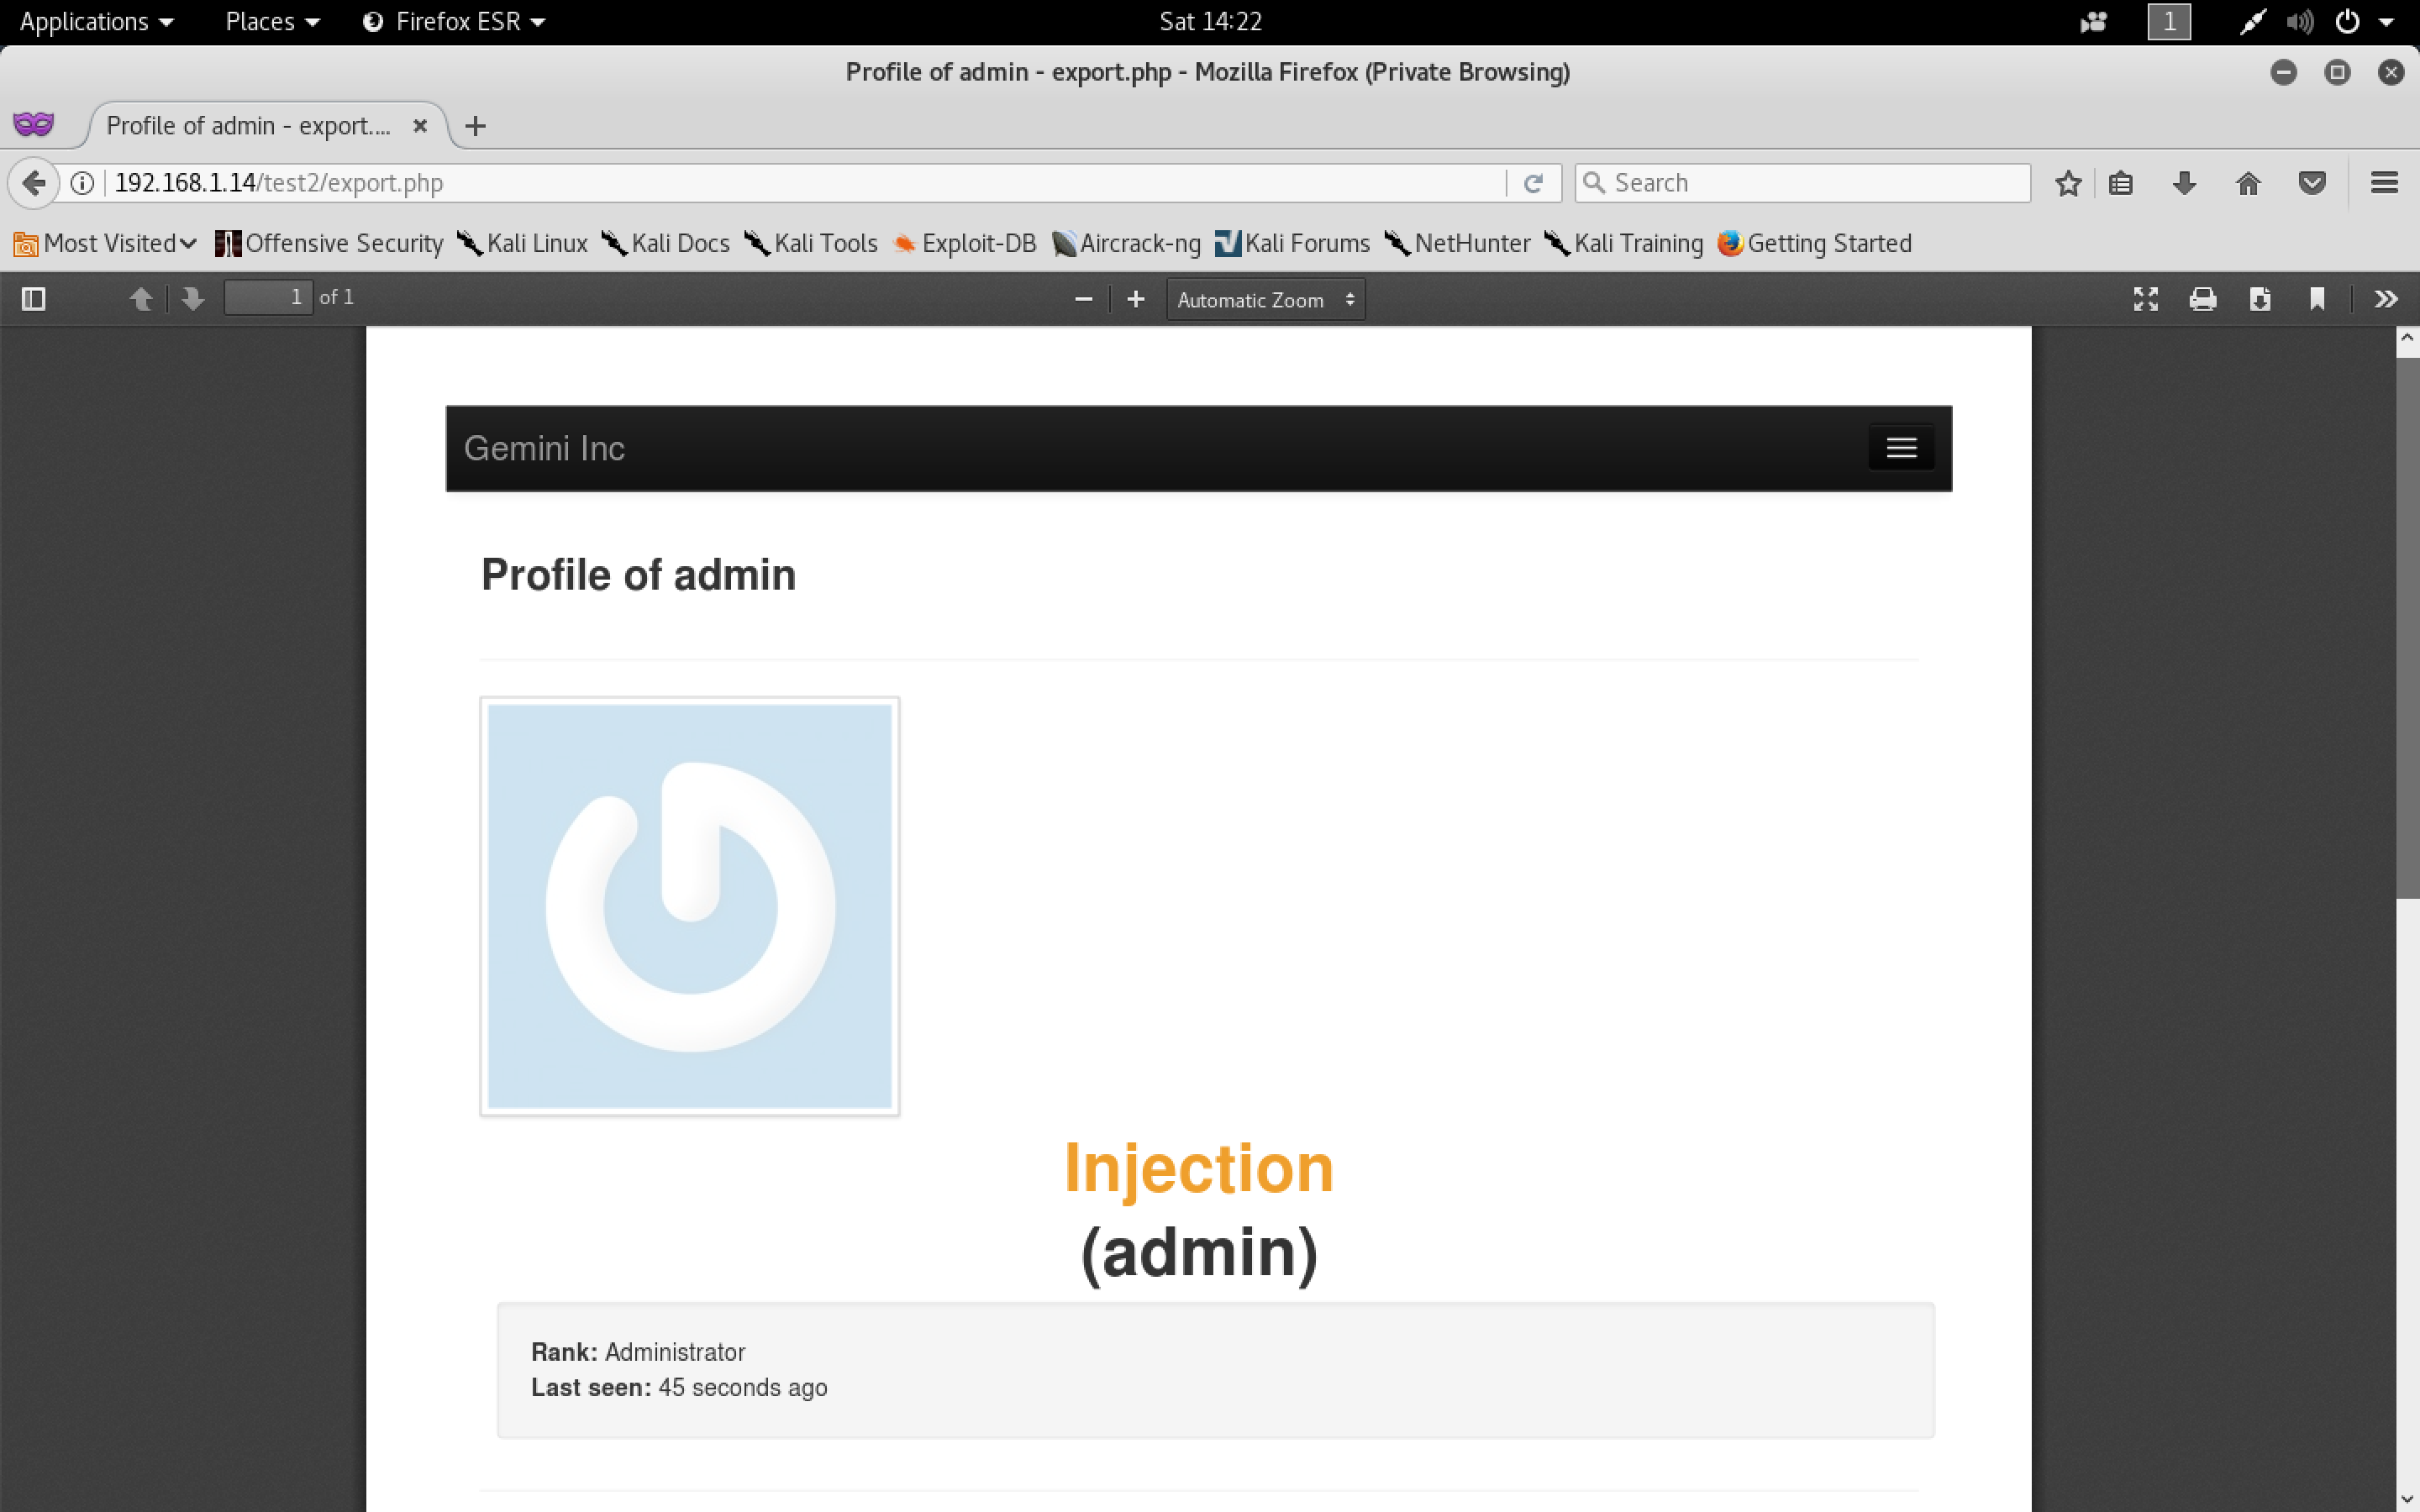 Applications Places Firefox ESR Sat 14:22 1
Profile of admin - export.php - Mozilla Firefox (Private Browsing)
Profile of admin - export....
192.168.1.14/test2/export.php Search
Most Visited Offensive Security Kali Linux Kali Docs Kali Tools Exploit-DB Aircrack-ng Kali Forums NetHunter Kali Training Getting Started
1 of 1 Automatic Zoom
Gemini Inc
Profile of admin
Injection
(admin)
Rank: Administrator
Last seen: 45 seconds ago